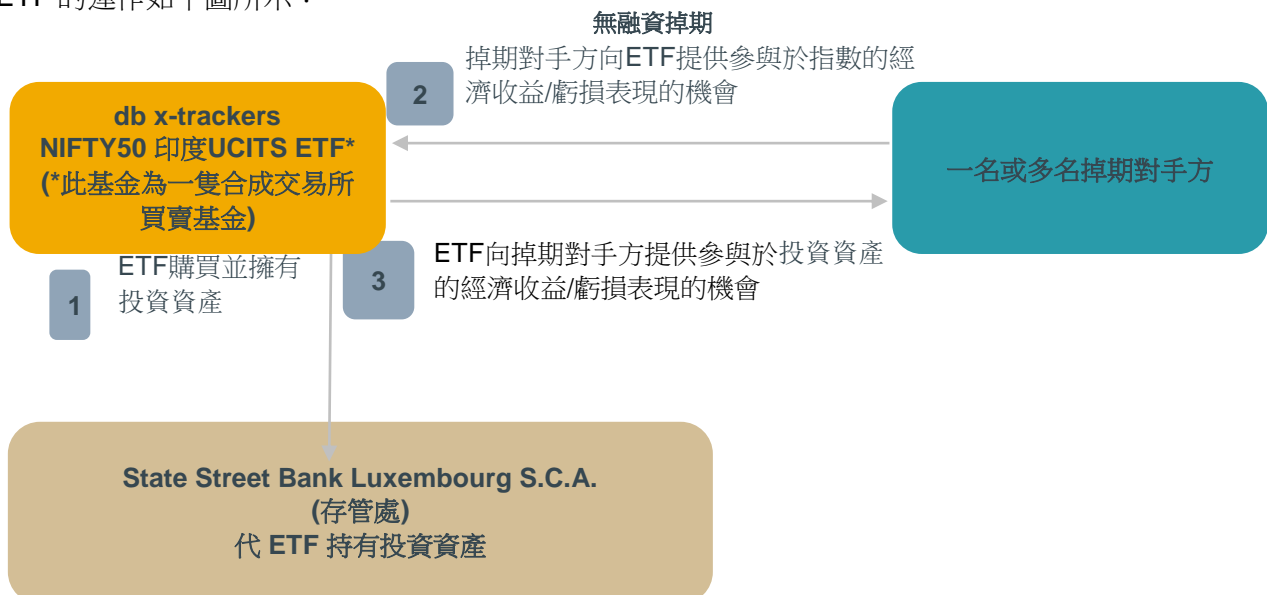 ETF 的運作如下圖所示：
無融資掉期
掉期對手方向ETF提供參與於指數的經
濟收益/虧損表現的機會
2
db x-trackers
NIFTY50 印度UCITS ETF*
(*此基金為一隻合成交易所
買賣基金)
一名或多名掉期對手方
1
ETF購買並擁有
投資資產
3
ETF向掉期對手方提供參與於投資資產
的經濟收益/虧損表現的機會
State Street Bank Luxembourg S.C.A.
(存管處)
代 ETF 持有投資資產